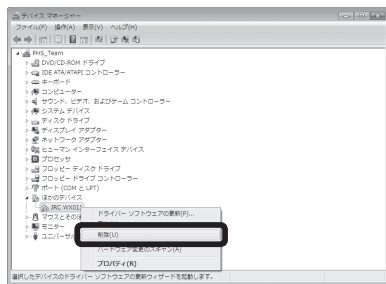 デバイス マネージャー
ファイル(F) 操作(A) 表示(V) ヘルプ(H)
PHS_Team
DVD/CD-ROM ドライブ
IDE ATA/ATAPI コントローラー
キーボード
コンピューター
サウンド、ビデオ、およびゲーム コントローラー
システム デバイス
ディスク ドライブ
ディスプレイ アダプター
ネットワーク アダプター
ヒューマン インターフェイス デバイス
プロセッサ
フロッピー ディスク ドライブ
フロッピー ドライブ コントローラー
ポート (COM と LPT)
ほかのデバイス
JRC WX01
ドライバー ソフトウェアの更新(P)...
マウスとそのほ
モニター
削除(U)
ユニバーサル
ハードウェア変更のスキャン(A)
プロパティ(R)
選択したデバイスのドライバー ソフトウェアの更新ウィザードを起動します。